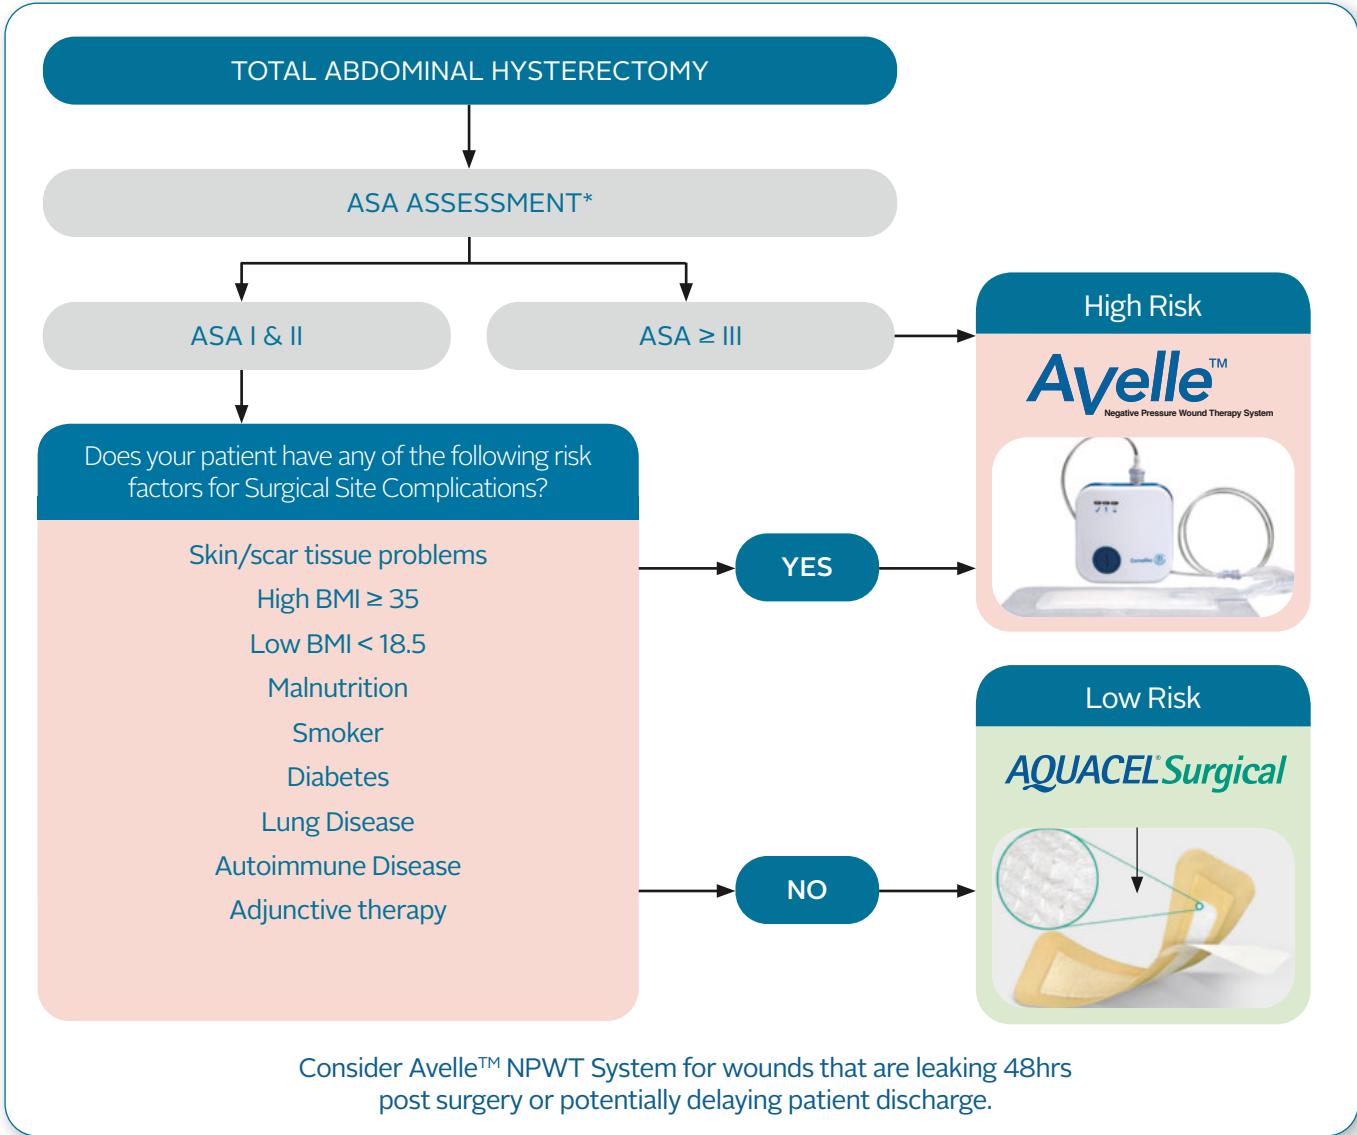 TOTAL ABDOMINAL HYSTERECTOMY
ASA ASSESSMENT*
ASA I & II
ASA ≥ III
High Risk
Avelle™
Negative Pressure Wound Therapy System
Does your patient have any of the following risk
factors for Surgical Site Complications?
Skin/scar tissue problems
High BMI ≥ 35
Low BMI < 18.5
Malnutrition
Smoker
Diabetes
Lung Disease
Autoimmune Disease
Adjunctive therapy
YES
ConvaTec
NO
Low Risk
AQUACEL® Surgical
Consider Avelle™ NPWT System for wounds that are leaking 48hrs
post surgery or potentially delaying patient discharge.